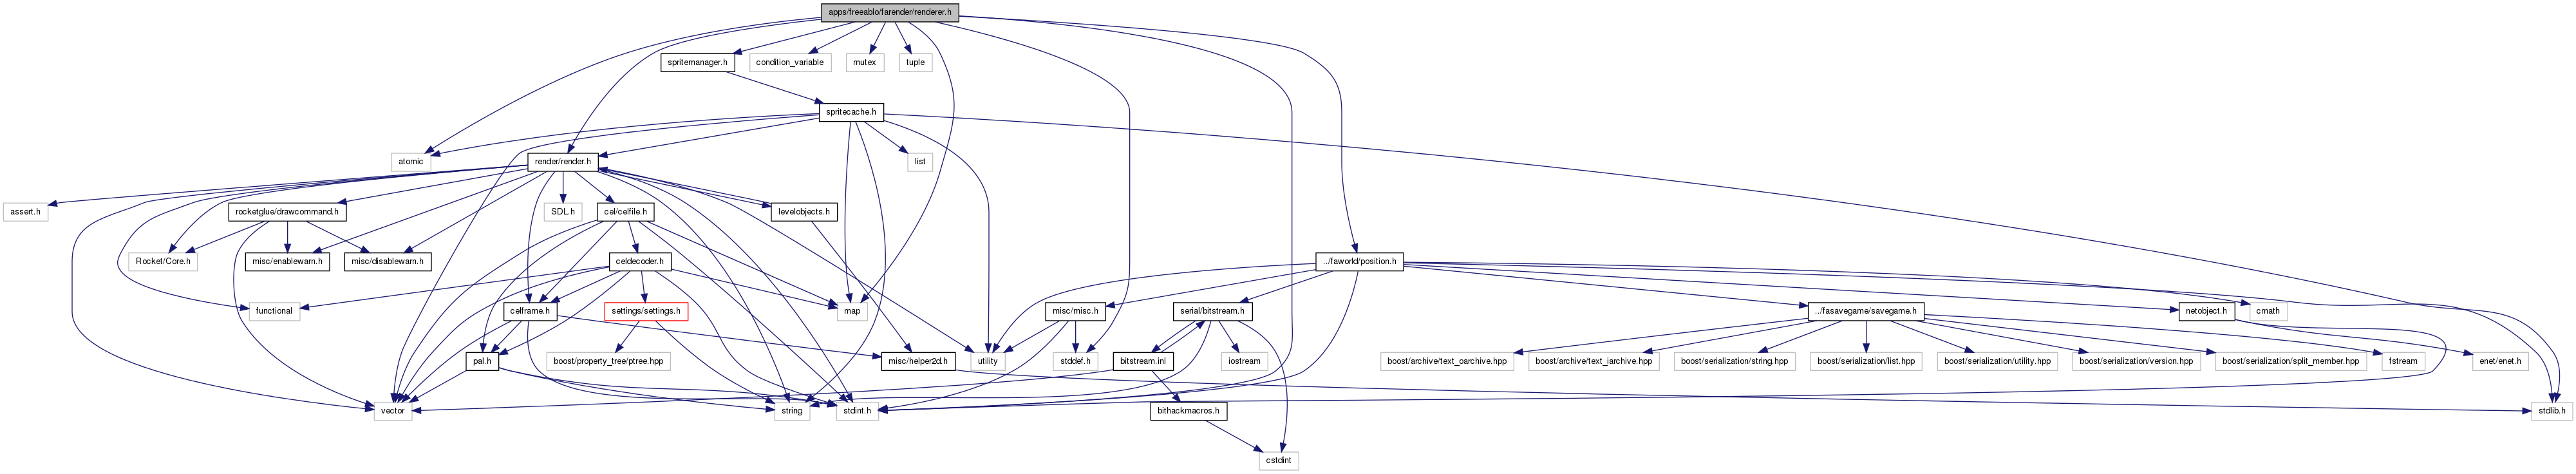 apps/freeablo/farender/renderer.h
spritemanager.h
condition_variable
mutex
tuple
spritecache.h
atomic
render/render.h
list
assert.h
rocketglue/drawcommand.h
SDL.h
cel/celfile.h
levelobjects.h
Rocket/Core.h
misc/enablewarn.h
misc/disablewarn.h
celdecoder.h
../faworld/position.h
functional
celframe.h
settings/settings.h
map
misc/misc.h
serial/bitstream.h
../fasavegame/savegame.h
netobject.h
cmath
pal.h
boost/property_tree/ptree.hpp
misc/helper2d.h
utility
stddef.h
bitstream.inl
iostream
boost/archive/text_oarchive.hpp
boost/archive/text_iarchive.hpp
boost/serialization/string.hpp
boost/serialization/list.hpp
boost/serialization/utility.hpp
boost/serialization/version.hpp
boost/serialization/split_member.hpp
fstream
enet/enet.h
vector
string
stdint.h
bithackmacros.h
stdlib.h
cstdint